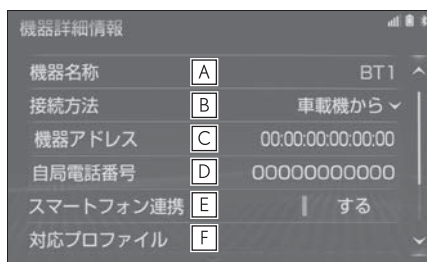 機器詳細情報
機器名称 A BT1
接続方法 B 車載機から
機器アドレス C 00:00:00:00:00:00
自局電話番号 D 00000000000
スマートフォン連携 E する
対応プロファイル F